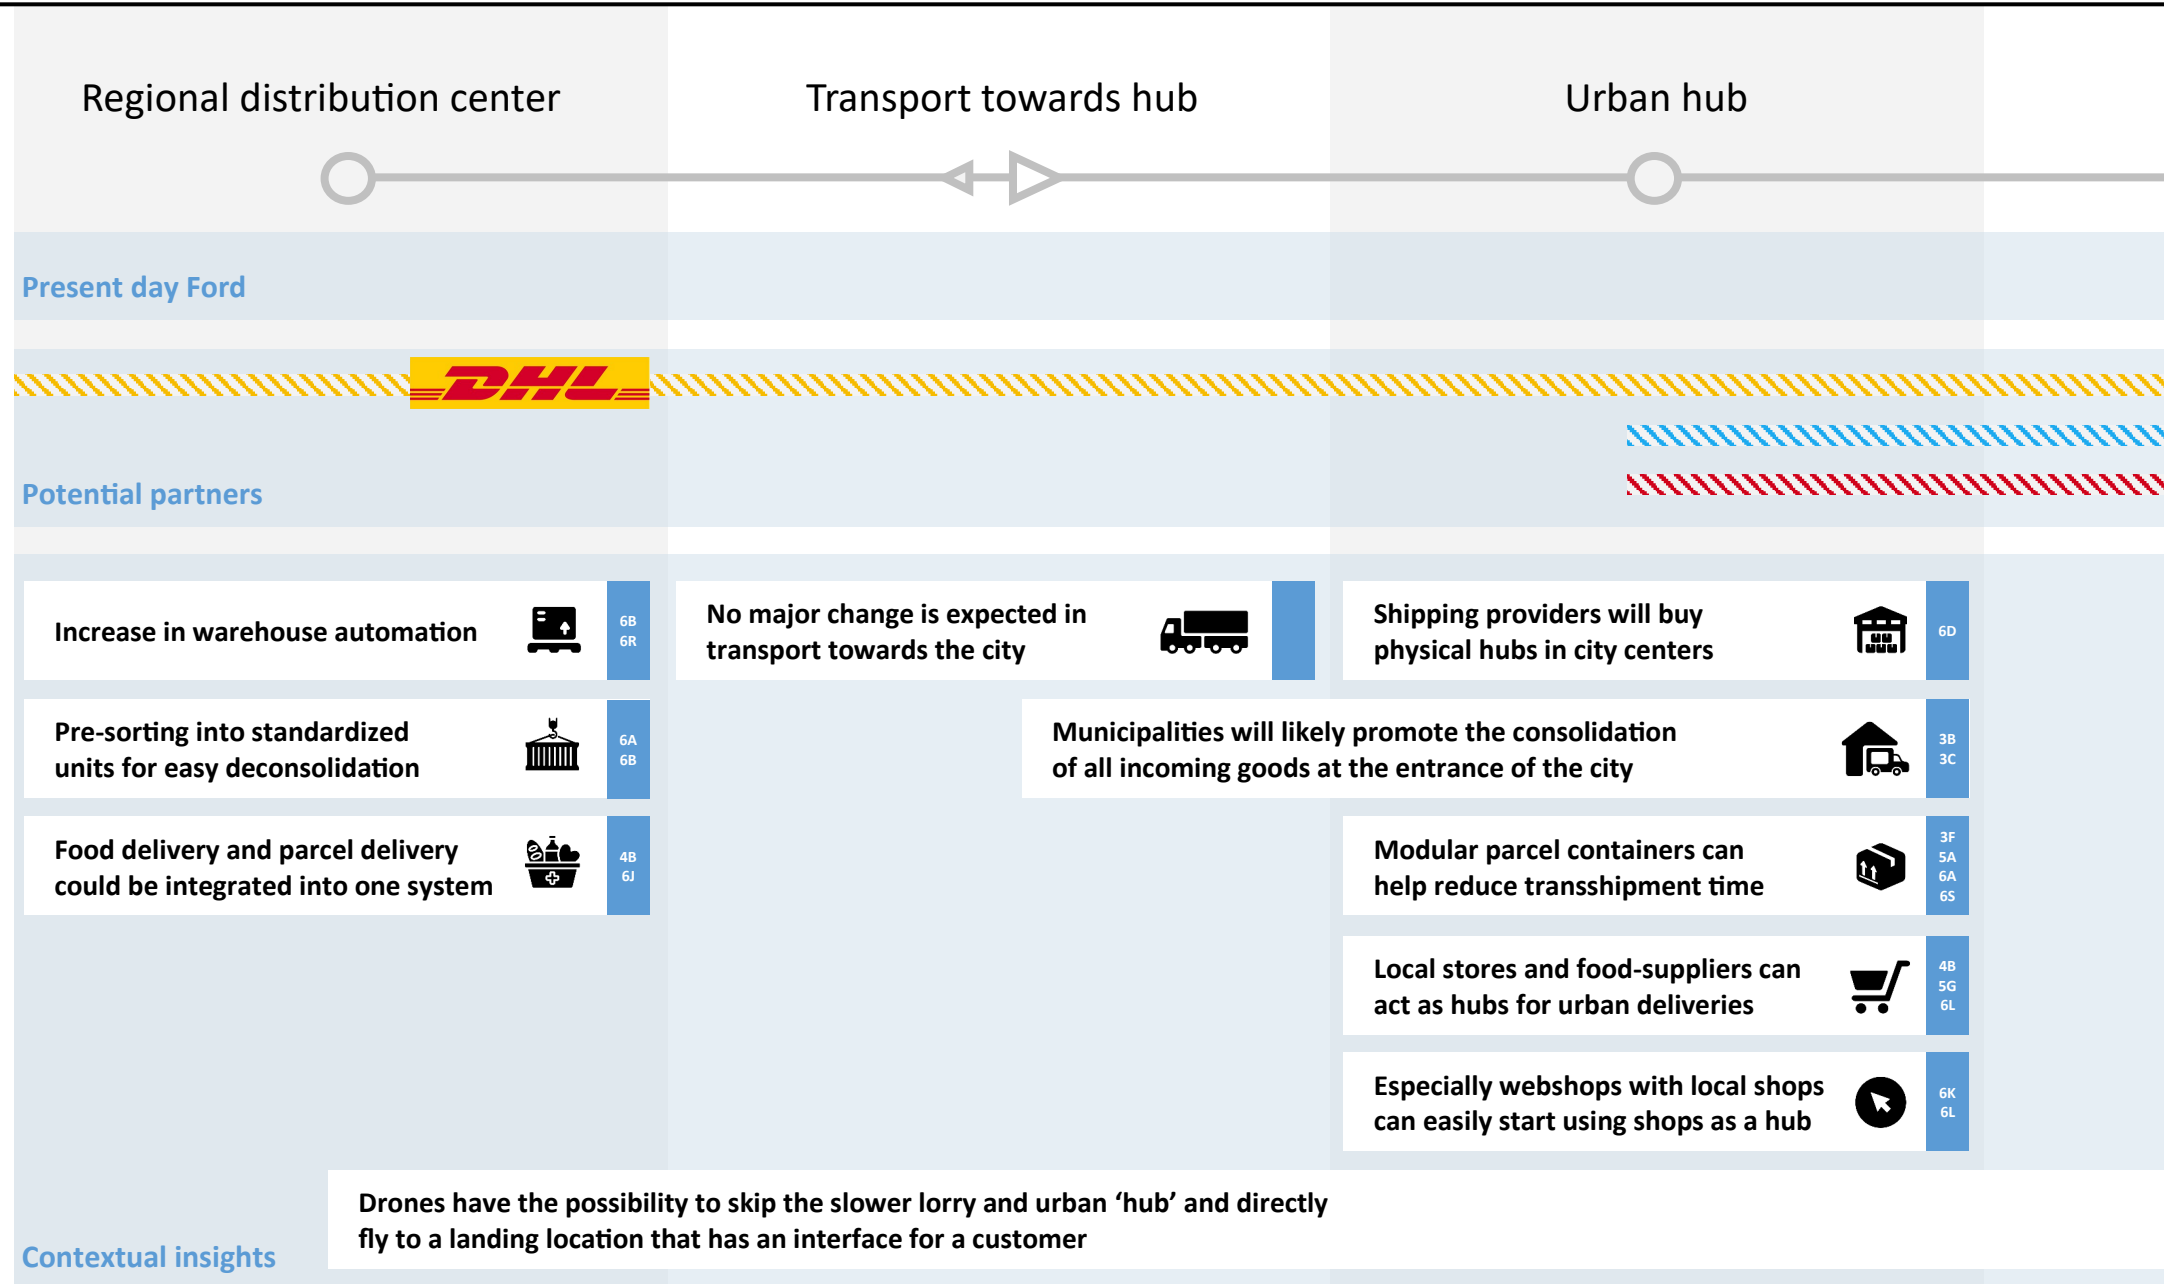 Regional distribution center
Transport towards hub
Urban hub
Present day Ford
DHL
Potential partners
Increase in warehouse automation
6B
6R
No major change is expected in
transport towards the city
Shipping providers will buy
physical hubs in city centers
6D
Pre-sorting into standardized
units for easy deconsolidation
6A
6B
Municipalities will likely promote the consolidation
of all incoming goods at the entrance of the city
3B
3C
Food delivery and parcel delivery
could be integrated into one system
4B
6J
Modular parcel containers can
help reduce transshipment time
3F
5A
6A
6S
Local stores and food-suppliers can
act as hubs for urban deliveries
4B
5G
6L
Especially webshops with local shops
can easily start using shops as a hub
6K
6L
Drones have the possibility to skip the slower lorry and urban ‘hub’ and directly
fly to a landing location that has an interface for a customer
Contextual insights